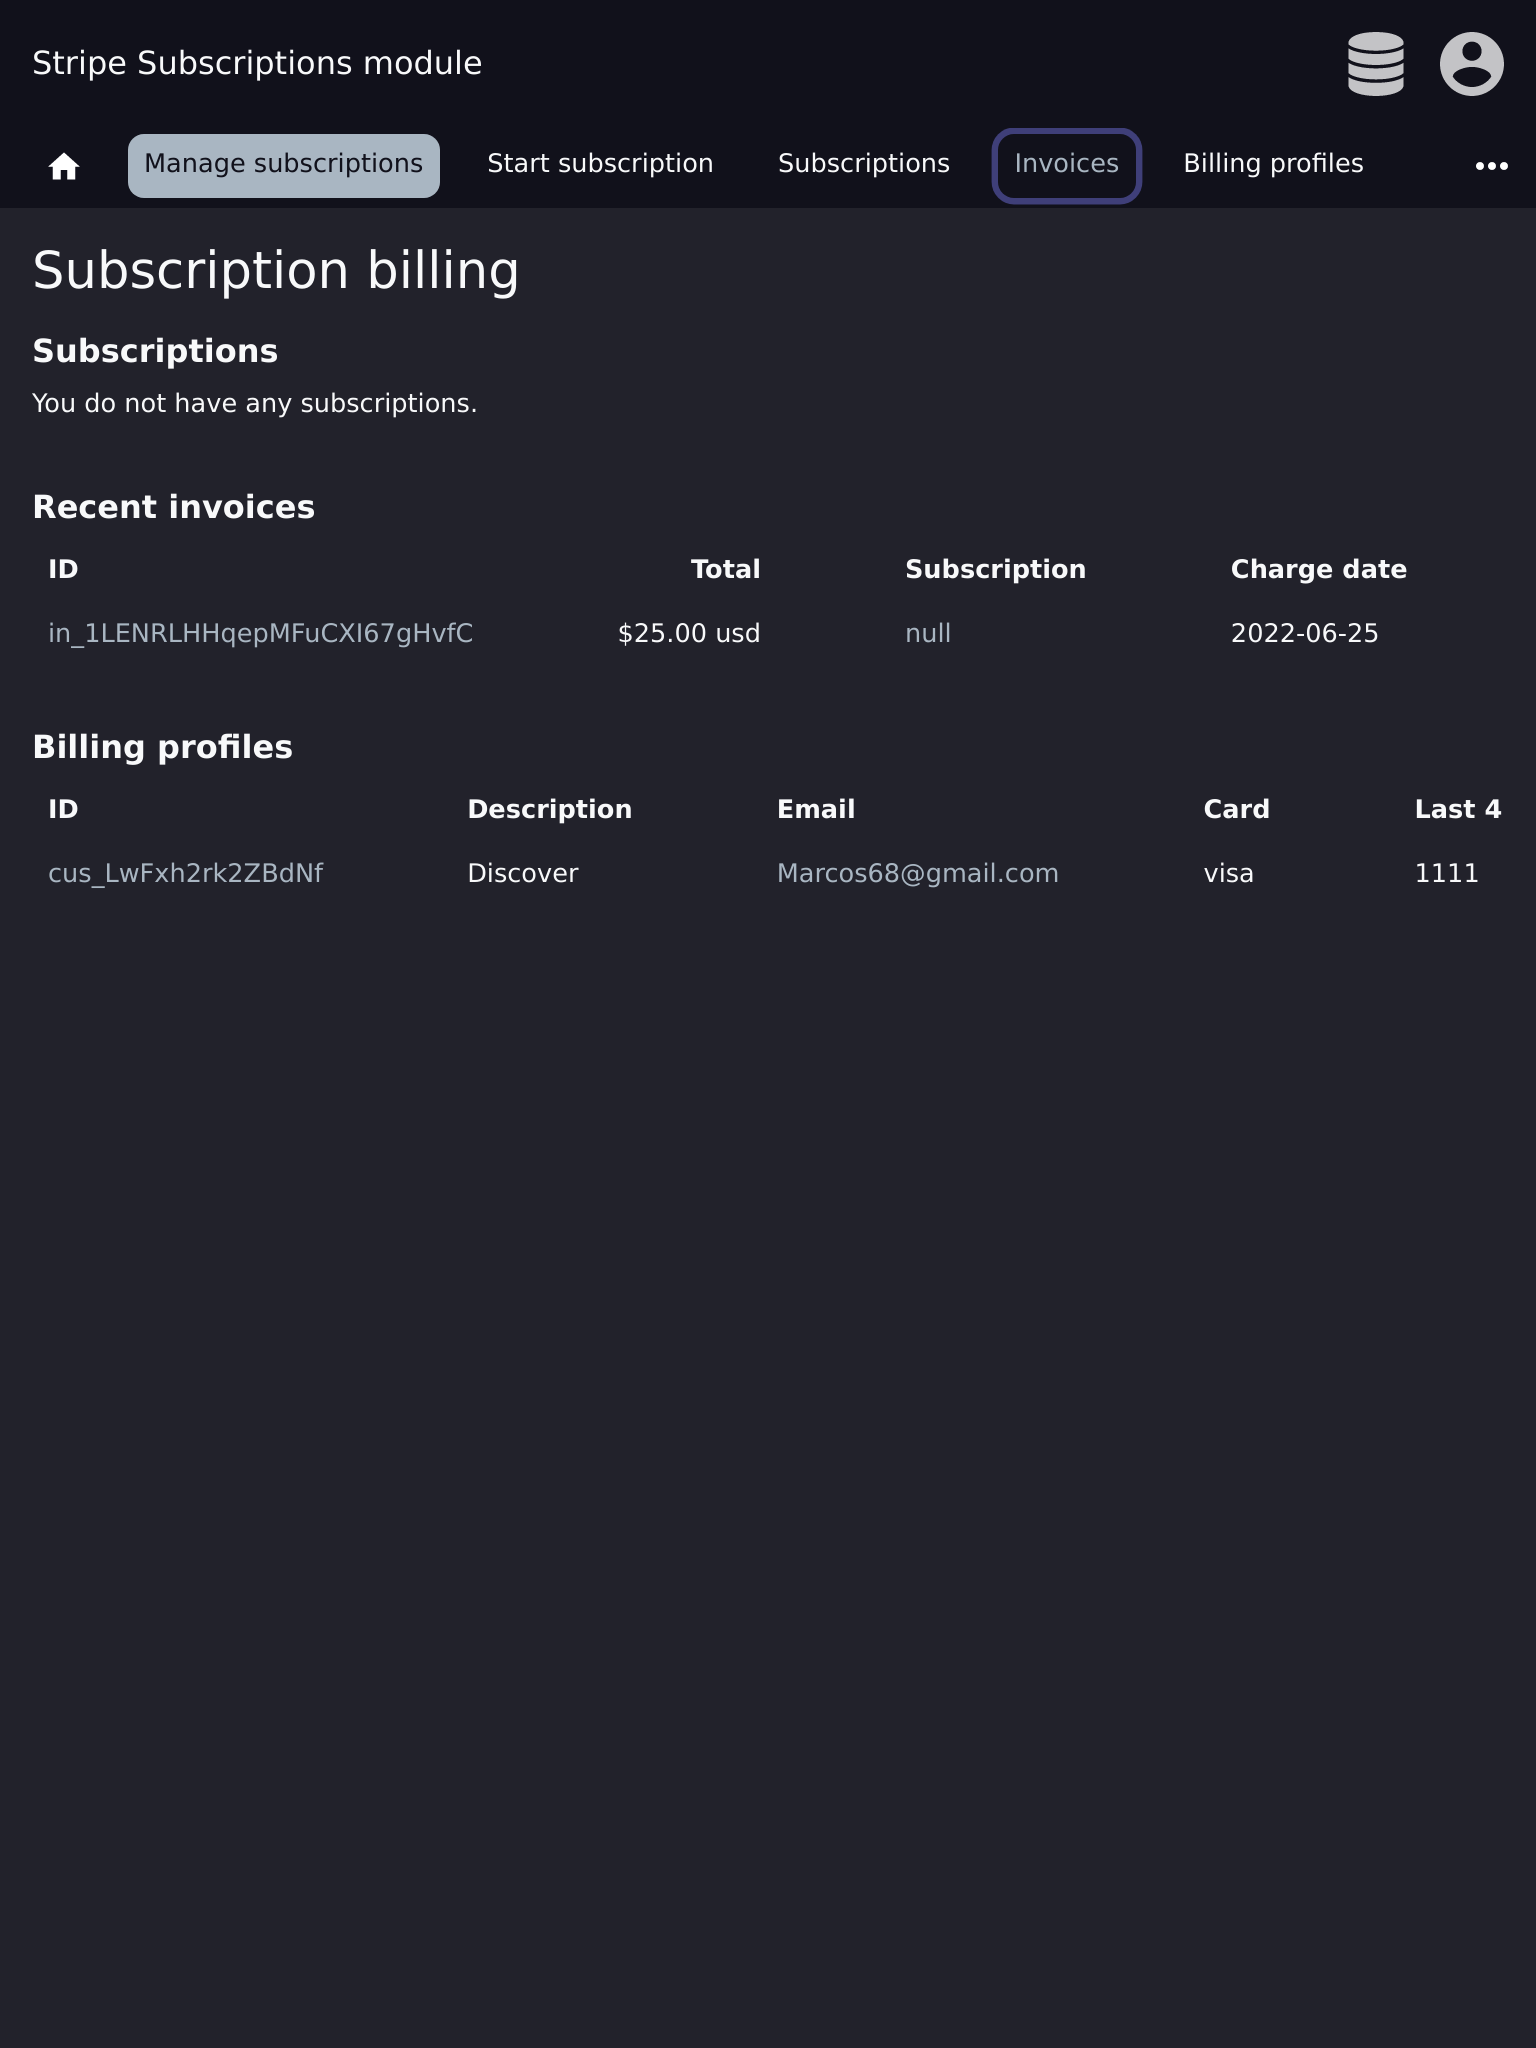 Stripe Subscriptions module
Manage subscriptions Start subscription Subscriptions Invoices Billing profiles
Subscription billing
Subscriptions
You do not have any subscriptions.
Recent invoices
ID Total Subscription Charge date
in_1LENRLHHqepMFuCXI67gHvfC $25.00 usd null 2022-06-25
Billing profiles
ID Description Email Card Last 4
cus_LwFxh2rk2ZBdNf Discover Marcos68@gmail.com visa 1111